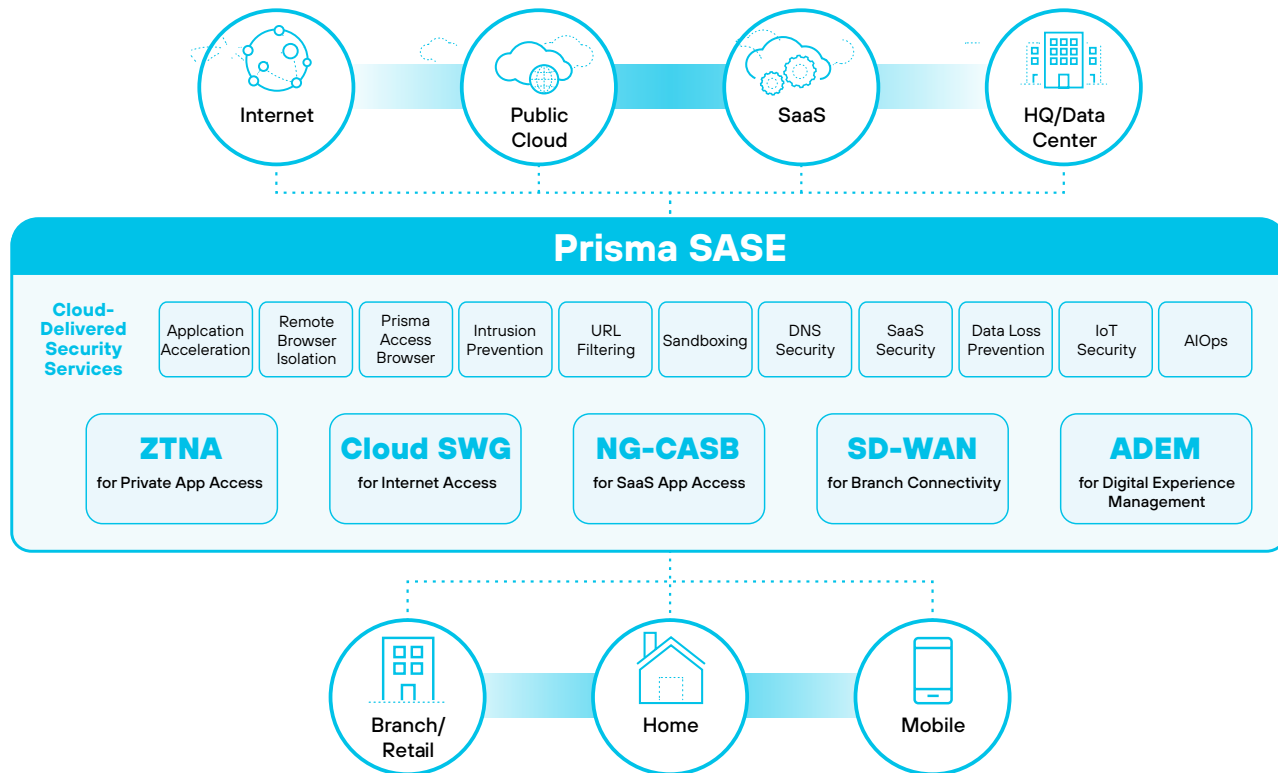 Internet
Public
Cloud
SaaS
HQ/Data
Center
Prisma SASE
Cloud-
Delivered
Security
Services
Applcation
Acceleration
Remote
Browser
Isolation
Prisma
Access
Browser
Intrusion
Prevention
URL
Filtering
Sandboxing
DNS
Security
SaaS
Security
Data Loss
Prevention
IoT
Security
AIOps
ZTNA
for Private App Access
Cloud SWG
for Internet Access
NG-CASB
for SaaS App Access
SD-WAN
for Branch Connectivity
ADEM
for Digital Experience
Management
Branch/
Retail
Home
Mobile